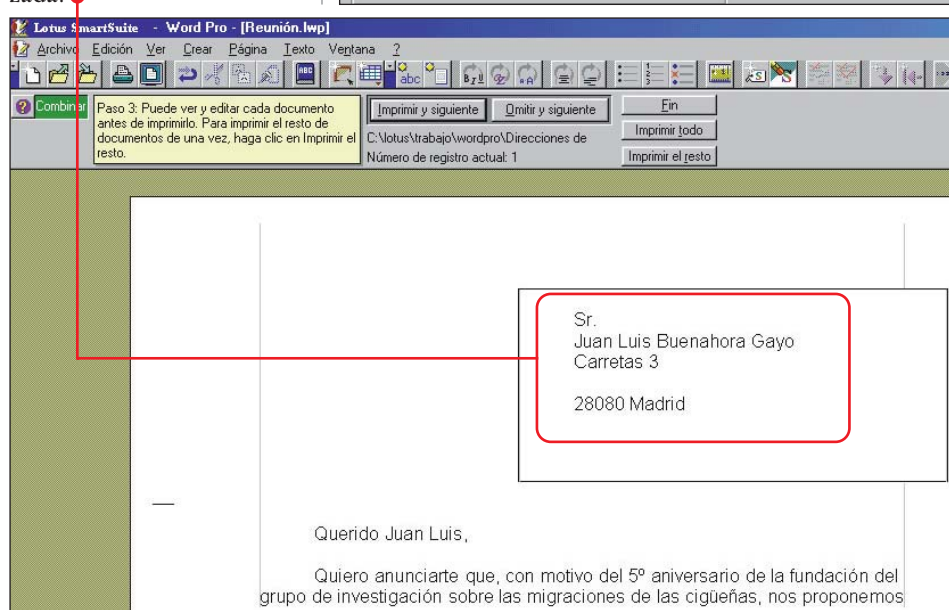 zada.
Lotus SmartSuite - Word Pro - [Reunión.lwp]
Archivo Edición Ver Crear Página Texto Ventana ?
Combinar
Paso 3: Puede ver y editar cada documento
antes de imprimirlo. Para imprimir el resto de
documentos de una vez, haga clic en Imprimir el
resto.
Imprimir y siguiente Omitir y siguiente
C:\lotus\trabajo\wordpro\Direcciones de
Número de registro actual: 1
Fin
Imprimir todo
Imprimir el resto
Sr.
Juan Luis Buenahora Gayo
Carretas 3
28080 Madrid
Querido Juan Luis,
Quiero anunciarte que, con motivo del 5º aniversario de la fundación del
grupo de investigación sobre las migraciones de las cigüeñas, nos proponemos